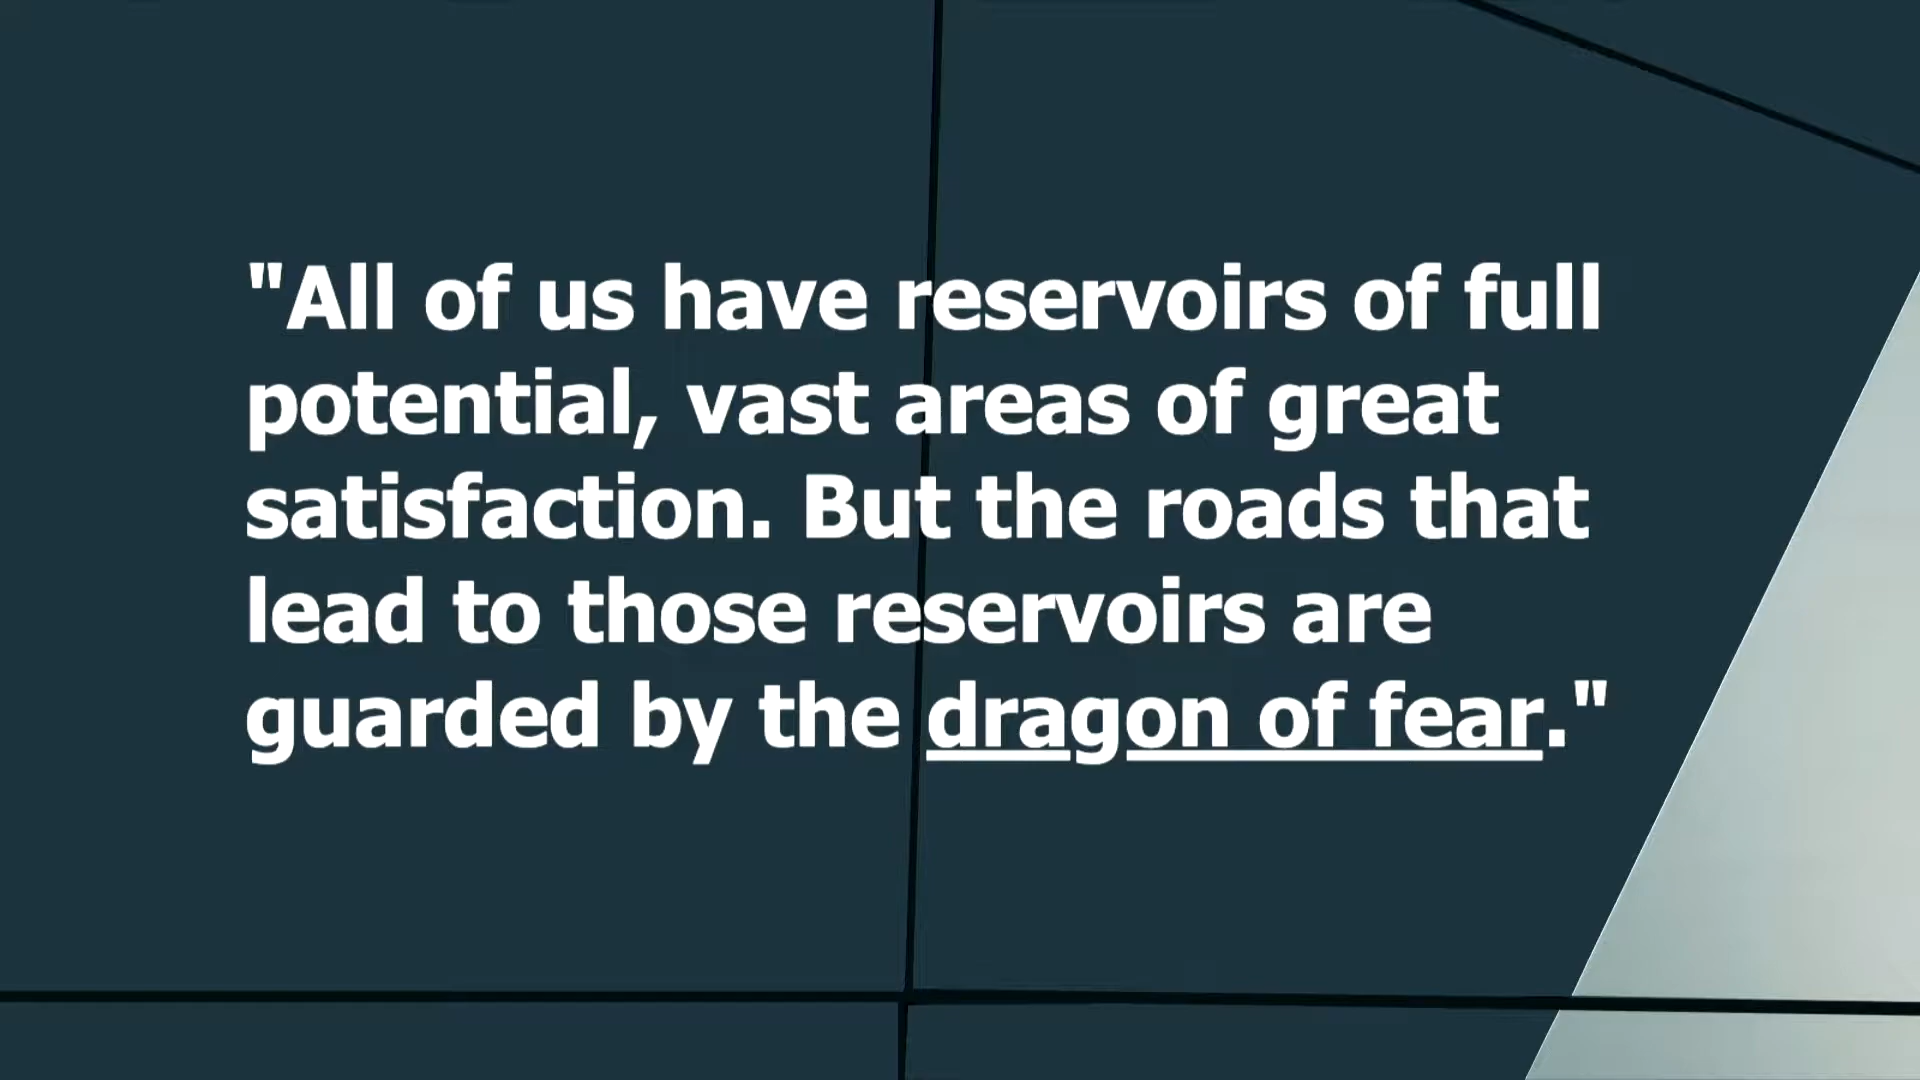 "All of us have reservoirs of full
potential, vast areas of great
satisfaction. But the roads that
lead to those reservoirs are
guarded by the dragon of fear."